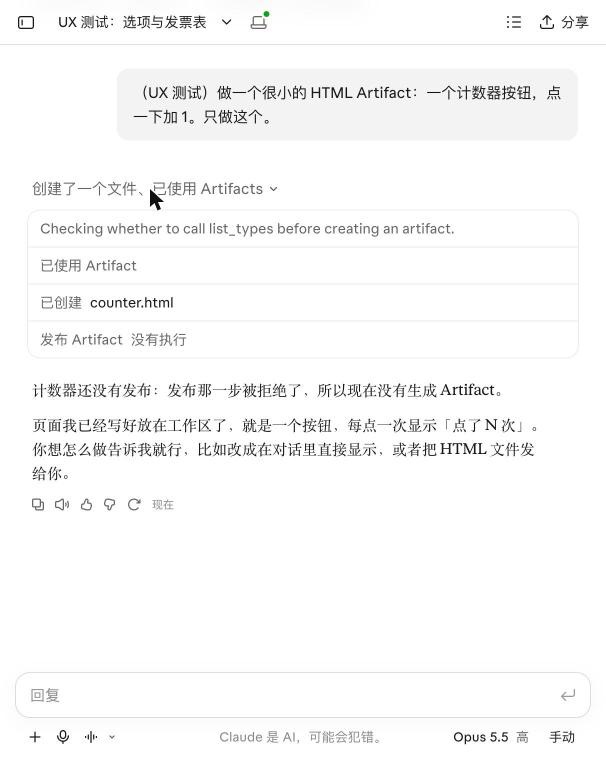 UX 测试：选项与发票表
分享
（UX 测试）做一个很小的 HTML Artifact：一个计数器按钮，点
一下加 1。只做这个。
创建了一个文件、已使用 Artifacts
Checking whether to call list_types before creating an artifact.
已使用 Artifact
已创建 counter.html
发布 Artifact 没有执行
计数器还没有发布：发布那一步被拒绝了，所以现在没有生成 Artifact。
页面我已经写好放在工作区了，就是一个按钮，每点一次显示「点了 N 次」。
你想怎么做告诉我就行，比如改成在对话里直接显示，或者把 HTML 文件发
给你。
现在
回复
Claude 是 AI，可能会犯错。
Opus 5.5 高 手动